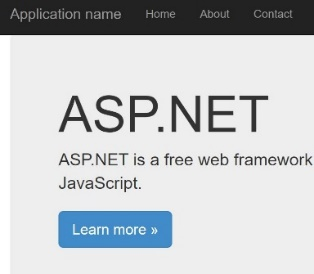 Application name Home About Contact
ASP.NET
ASP.NET is a free web framework
JavaScript.
Learn more »